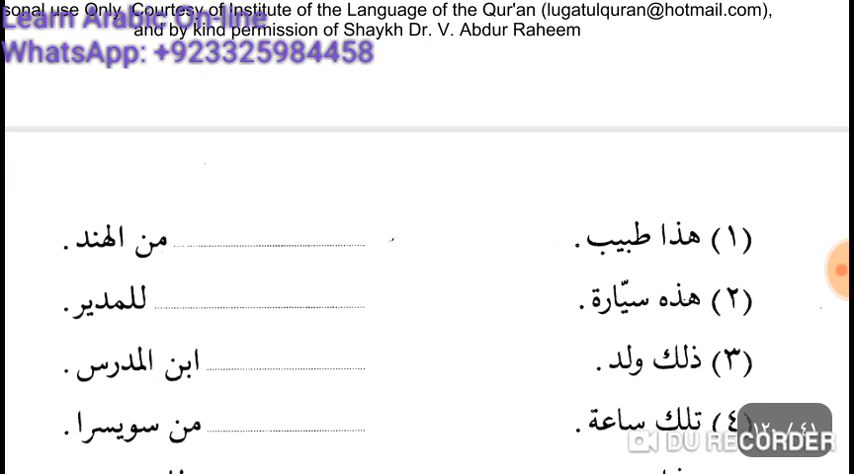 sonal use Only. Courtesy of Institute of the Language of the Qur'an (lugatulquran@hotmail.com),
Learn Arabic On-line
and by kind permission of Shaykh Dr. V. Abdur Raheem
WhatsApp: +923325984458
(١) هذا طبيب . من الهند .
(٢) هذه سيّارة . للمدير .
(٣) ذلك ولد . ابن المدرس .
(٤) تلك ساعة . من سويسرا .
٤١ / ١٢٠
DU RECORDER